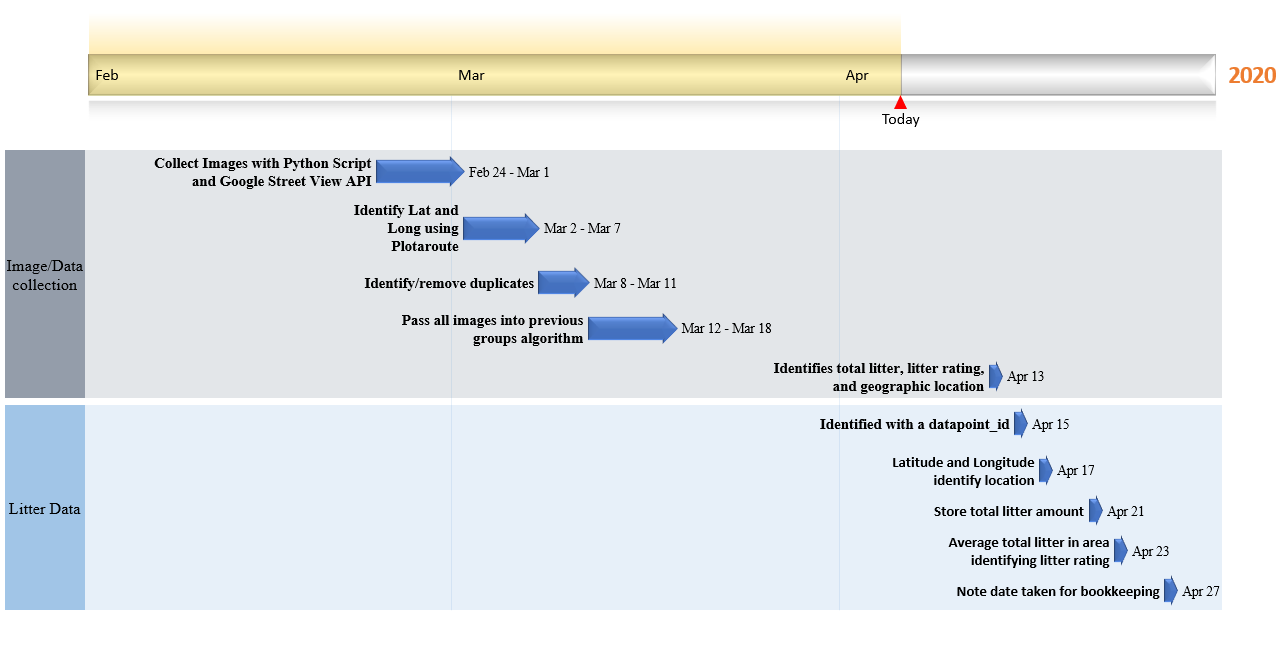 Feb
Mar
Apr
2020
Today
Image/Data
collection
Collect Images with Python Script
and Google Street View API
Feb 24 - Mar 1
Identify Lat and
Long using
Plotaroute
Mar 2 - Mar 7
Identify/remove duplicates
Mar 8 - Mar 11
Pass all images into previous
groups algorithm
Mar 12 - Mar 18
Identifies total litter, litter rating,
and geographic location
Apr 13
Litter Data
Identified with a datapoint_id
Apr 15
Latitude and Longitude
identify location
Apr 17
Store total litter amount
Apr 21
Average total litter in area
identifying litter rating
Apr 23
Note date taken for bookkeeping
Apr 27